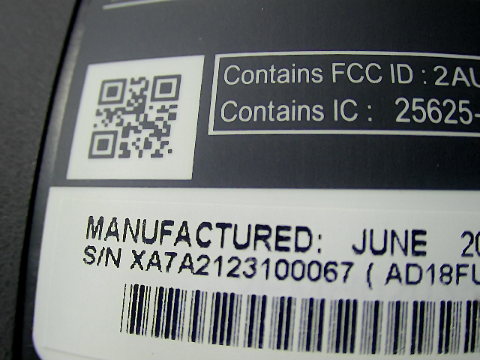 Contains FCC ID : 2AU
Contains IC : 25625-
MANUFACTURED: JUNE 20
S/N XA7A2123100067 ( AD18FU